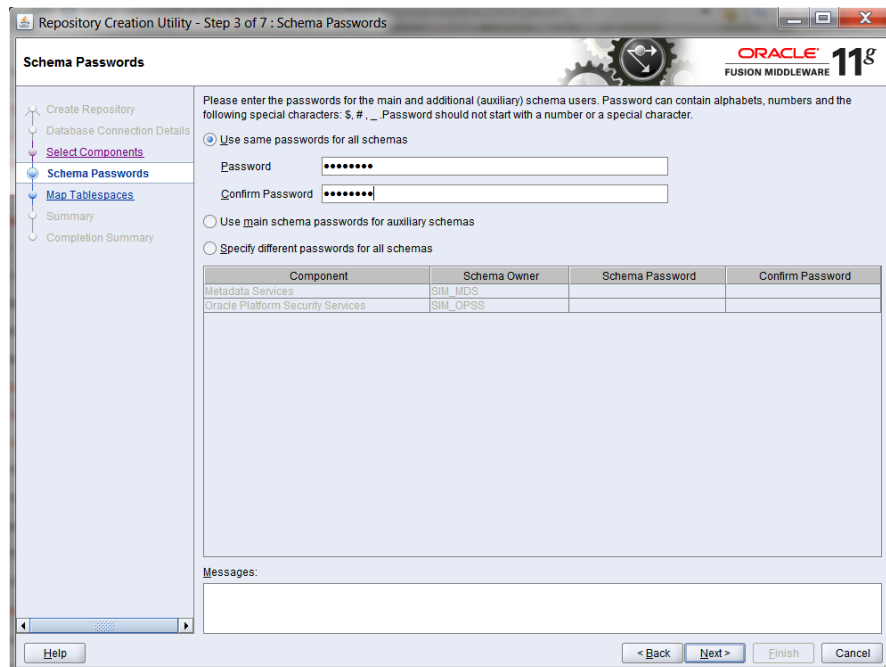 Repository Creation Utility - Step 3 of 7 : Schema Passwords
Schema Passwords
ORACLE
FUSION MIDDLEWARE 11g
Create Repository
Database Connection Details
Select Components
Schema Passwords
Map Tablespaces
Summary
Completion Summary
Please enter the passwords for the main and additional (auxiliary) schema users. Password can contain alphabets, numbers and the
following special characters: $, # , _ .Password should not start with a number or a special character.
Use same passwords for all schemas
Password ••••••••
Confirm Password ••••••••
Use main schema passwords for auxiliary schemas
Specify different passwords for all schemas
Component Schema Owner Schema Password Confirm Password
Metadata Services SIM_MDS
Oracle Platform Security Services SIM_OPSS
Messages:
Help < Back Next > Finish Cancel